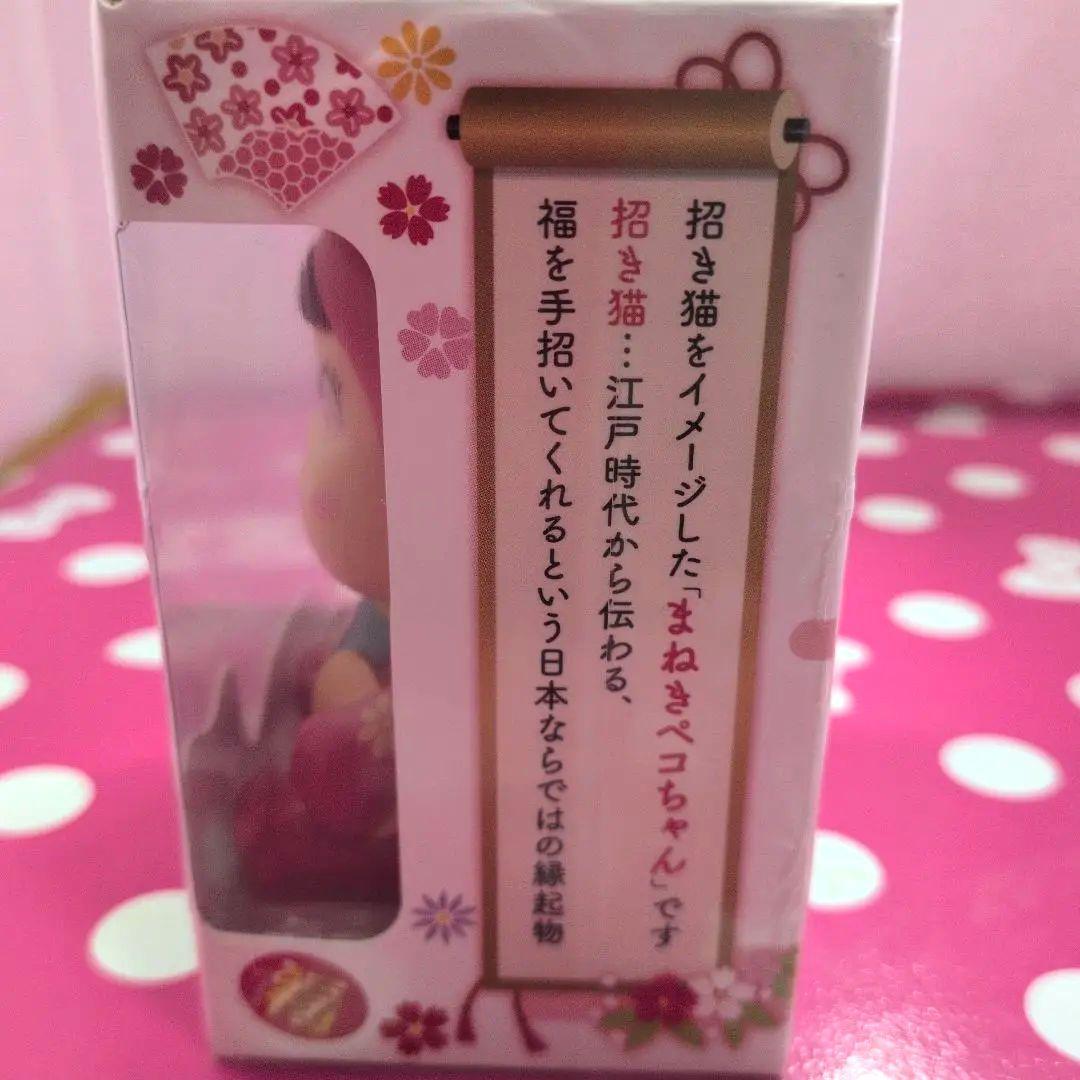 招き猫をイメージした「まねきペコちゃん」です
招き猫…江戸時代から伝わる、
福を手招いてくれるという日本ならではの縁起物